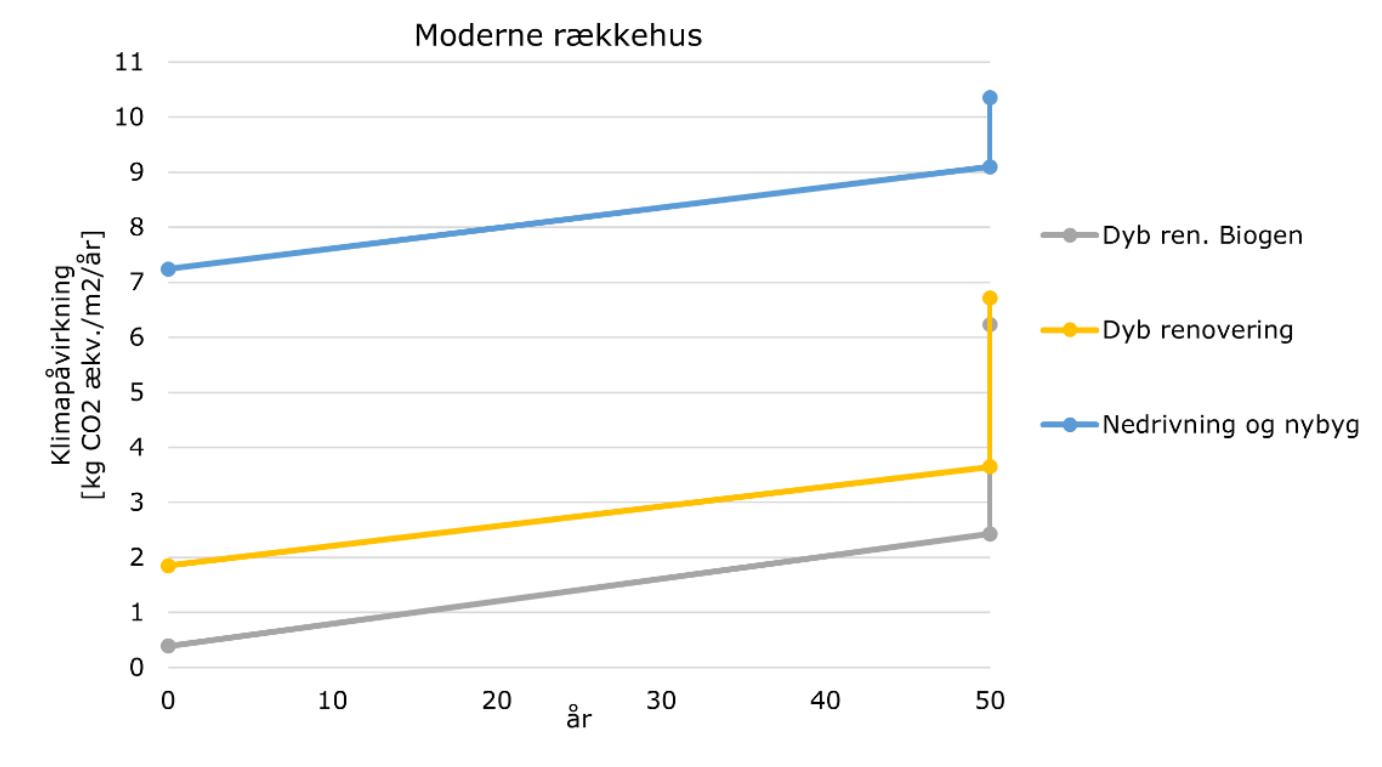 Moderne rækkehus
11
10
9
8
7
6
5
4
3
2
1
0
Klimapåvirkning
[kg CO2 ækv./m2/år]
0 10 20 30 40 50
år
Dyb ren. Biogen
Dyb renovering
Nedrivning og nybyg